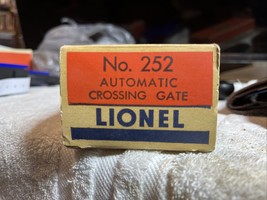 No. 252
AUTOMATIC
CROSSING GATE
LIONEL